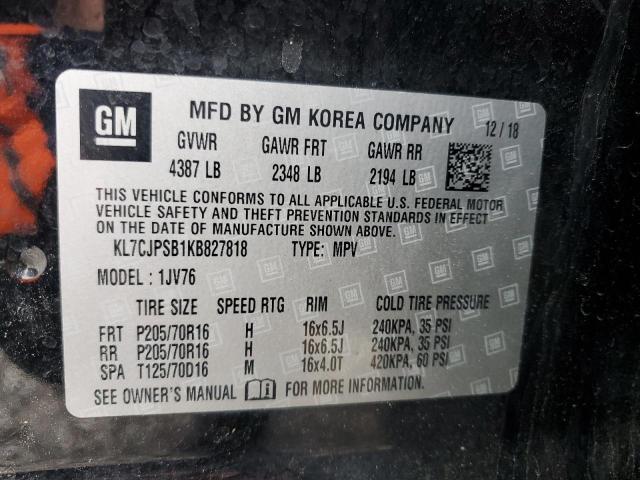 GM MFD BY GM KOREA COMPANY 12/18
GVWR GAWR FRT GAWR RR
4387 LB 2348 LB 2194 LB
THIS VEHICLE CONFORMS TO ALL APPLICABLE U.S. FEDERAL MOTOR
VEHICLE SAFETY AND THEFT PREVENTION STANDARDS IN EFFECT
ON THE DATE OF MANUFACTURE SHOWN ABOVE.
KL7CJPSB1KB827818 TYPE: MPV
MODEL : 1JV76
TIRE SIZE SPEED RTG RIM COLD TIRE PRESSURE
FRT P205/70R16 H 16x6.5J 240KPA, 35 PSI
RR P205/70R16 H 16x6.5J 240KPA, 35 PSI
SPA T125/70D16 M 16x4.0T 420KPA, 60 PSI
SEE OWNER'S MANUAL FOR MORE INFORMATION.